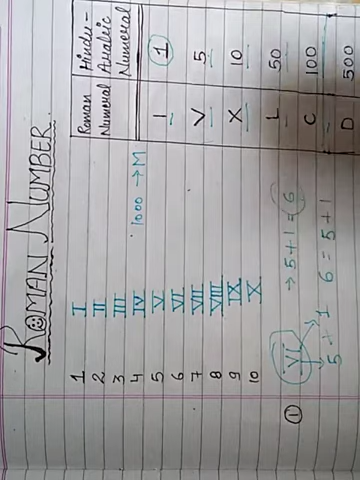 ROMAN NUMBER
1 I
2 II
3 III
4 IV 1000 → M
5 V
6 VI
7 VII
8 VIII
9 IX
10 X
Roman Numeral Hindu-Arabic Numeral
I 1
V 5
X 10
L 50
C 100
D 500
① VI → 5+1 = 6
5 + 1 6 = 5+1